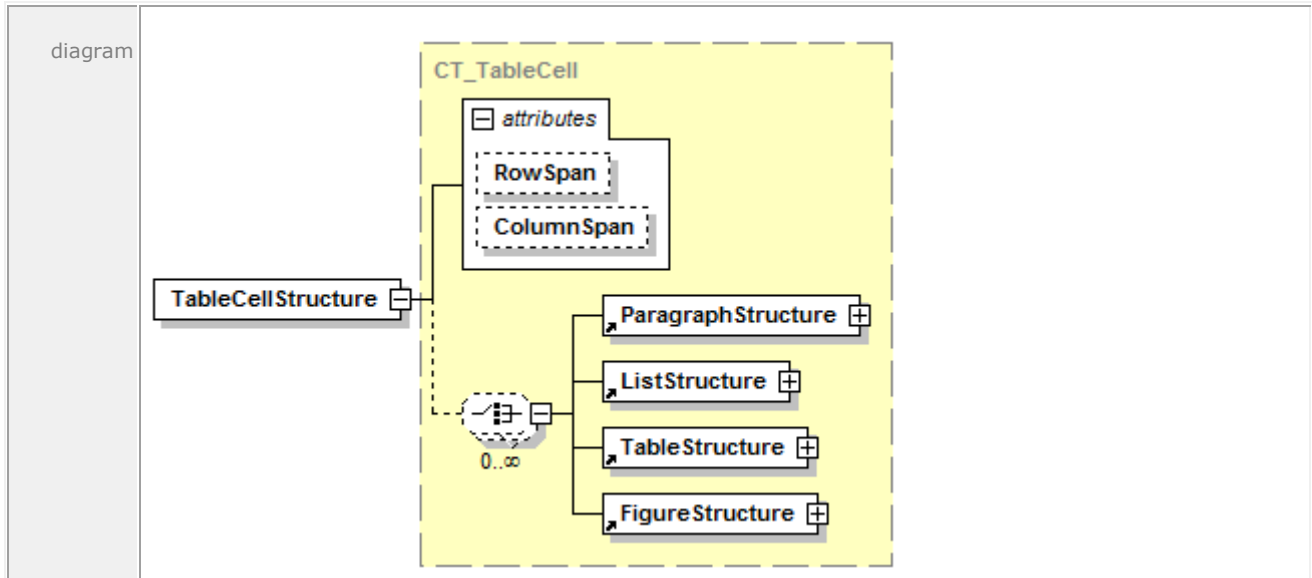 diagram
CT_TableCell
attributes
RowSpan
ColumnSpan
TableCellStructure
ParagraphStructure
ListStructure
TableStructure
0..∞
FigureStructure